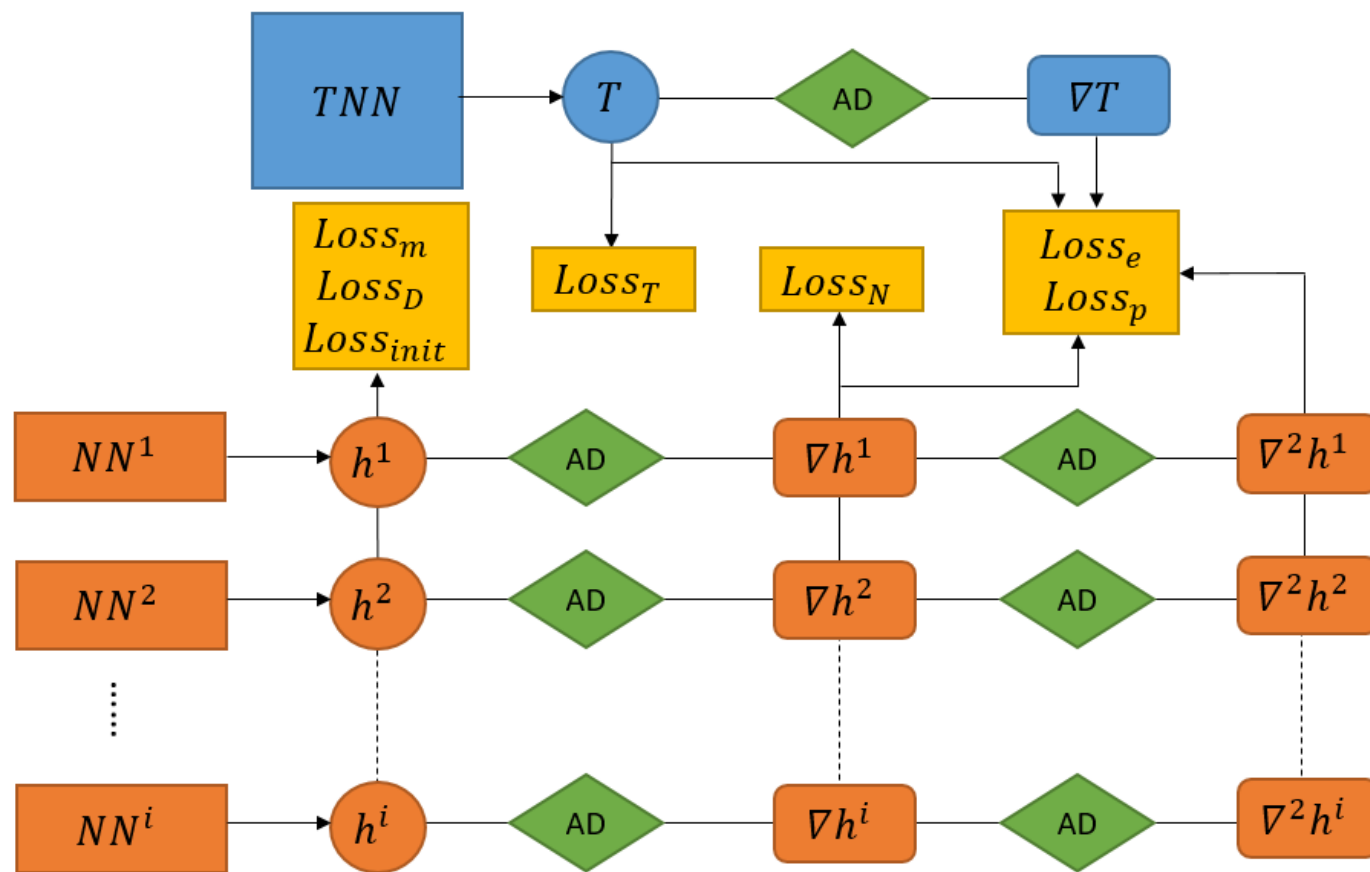 TNN
T
AD
∇T
Loss_m
Loss_D
Loss_init
Loss_T
Loss_N
Loss_e
Loss_p
NN^1
h^1
AD
∇h^1
AD
∇^2h^1
NN^2
h^2
AD
∇h^2
AD
∇^2h^2
......
NN^i
h^i
AD
∇h^i
AD
∇^2h^i